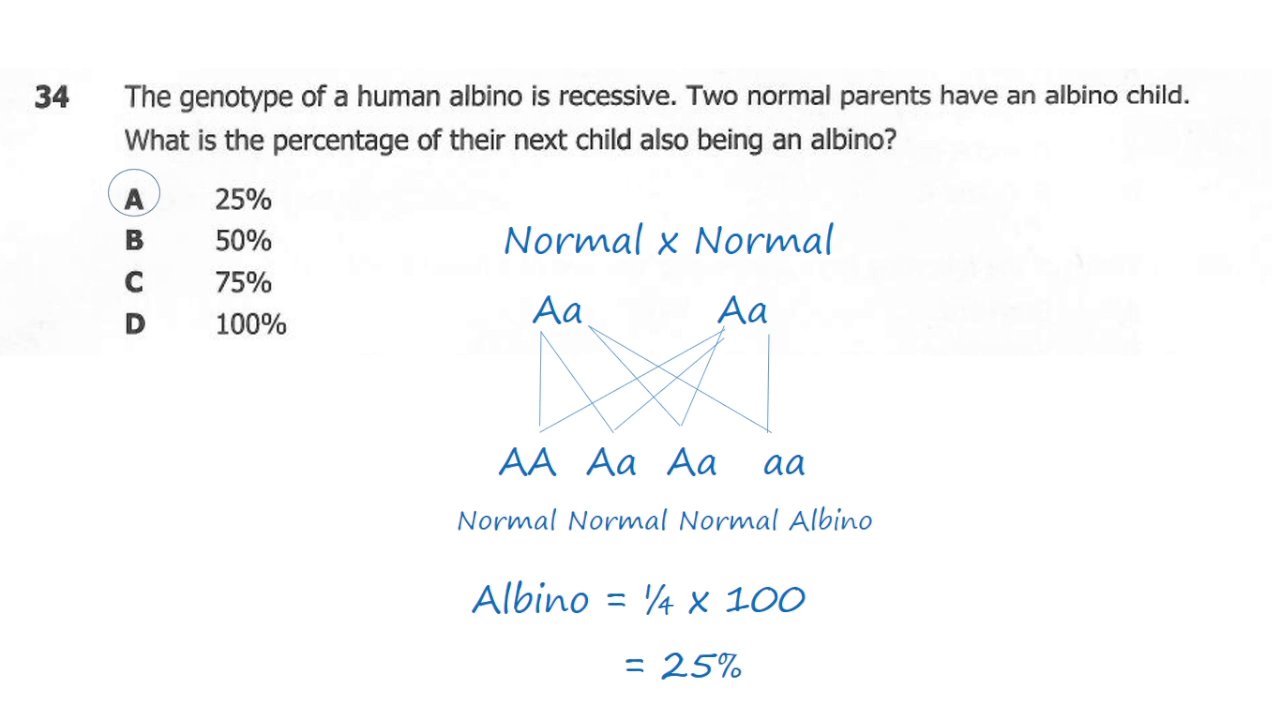 34 The genotype of a human albino is recessive. Two normal parents have an albino child.
What is the percentage of their next child also being an albino?
A 25%
B 50%
C 75%
D 100%
Normal x Normal
Aa Aa
AA Aa Aa aa
Normal Normal Normal Albino
Albino = ¼ x 100
= 25%